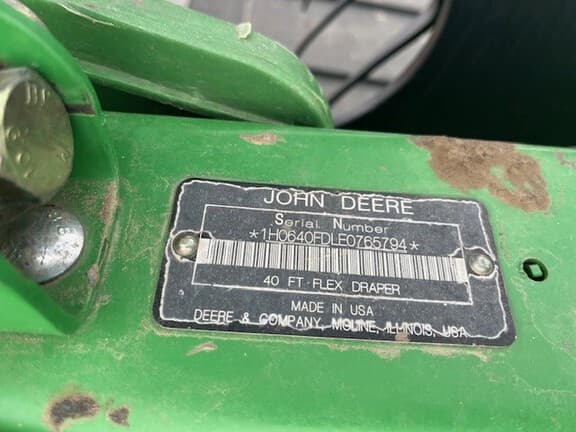 JOHN DEERE
Serial Number
*1H0640FDLE0765794*
40 FT FLEX DRAPER
MADE IN USA
DEERE & COMPANY, MOLINE, ILLINOIS, USA